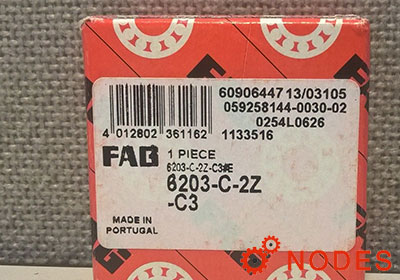 60906447 13/03105
059258144-0030-02
0254L0626
4 012802 361162
1133516
FAG
1 PIECE
6203-C-2Z-C3#E
6203-C-2Z
-C3
MADE IN
PORTUGAL
NODES